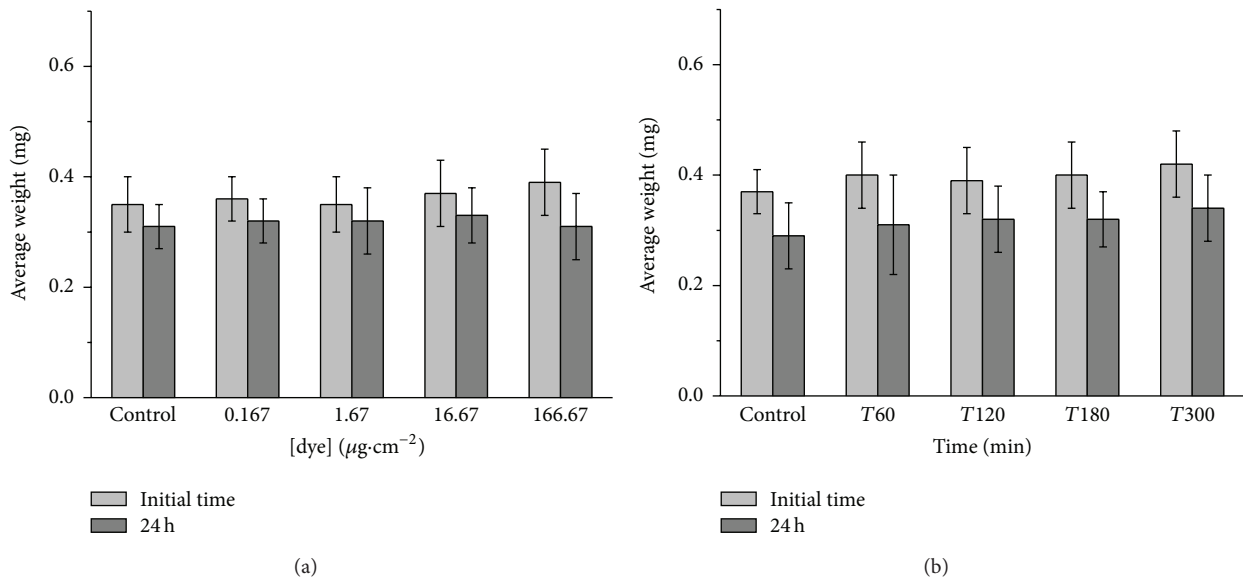 0.6
0.4
0.2
0.0
Average weight (mg)
Control 0.167 1.67 16.67 166.67
[dye] (μg·cm⁻²)
Initial time
24 h
(a)
0.6
0.4
0.2
0.0
Average weight (mg)
Control T60 T120 T180 T300
Time (min)
Initial time
24 h
(b)